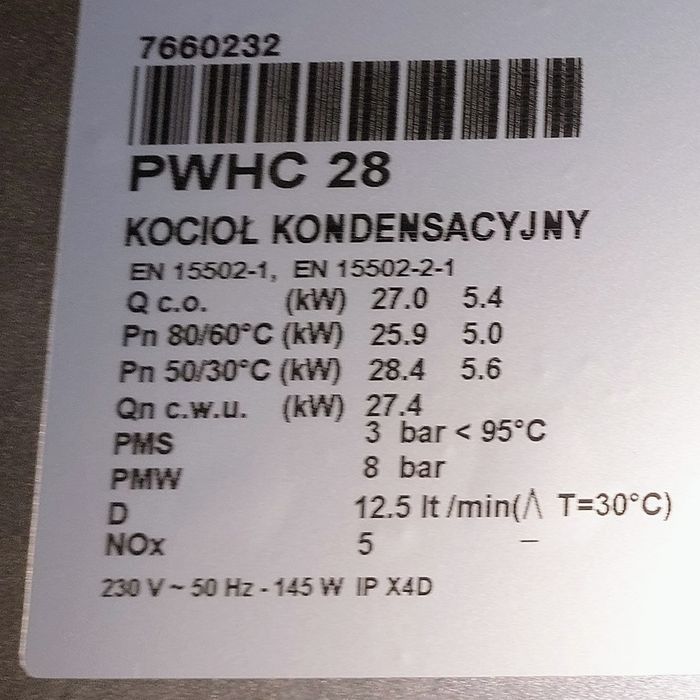 7660232
PWHC 28
KOCIOŁ KONDENSACYJNY
EN 15502-1, EN 15502-2-1
Q c.o. (kW) 27.0 5.4
Pn 80/60°C (kW) 25.9 5.0
Pn 50/30°C (kW) 28.4 5.6
Qn c.w.u. (kW) 27.4
PMS 3 bar < 95°C
PMW 8 bar
D 12.5 lt/min(Λ T=30°C)
NOx 5 –
230 V ~ 50 Hz - 145 W IP X4D